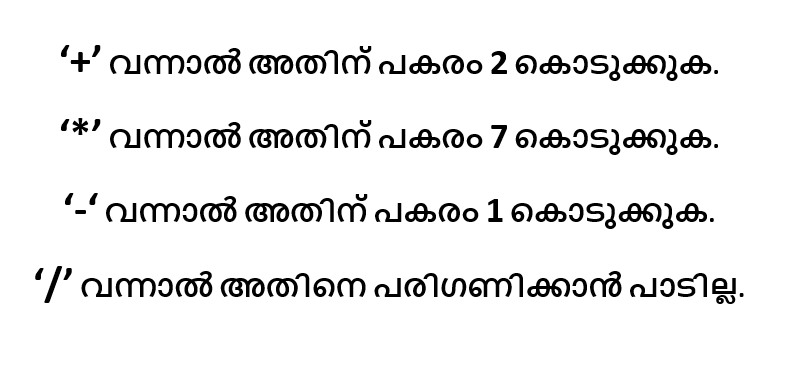 ‘+’ വന്നാൽ അതിന് പകരം 2 കൊടുക്കുക.
‘*’ വന്നാൽ അതിന് പകരം 7 കൊടുക്കുക.
‘-‘ വന്നാൽ അതിന് പകരം 1 കൊടുക്കുക.
‘/’ വന്നാൽ അതിനെ പരിഗണിക്കാൻ പാടില്ല.